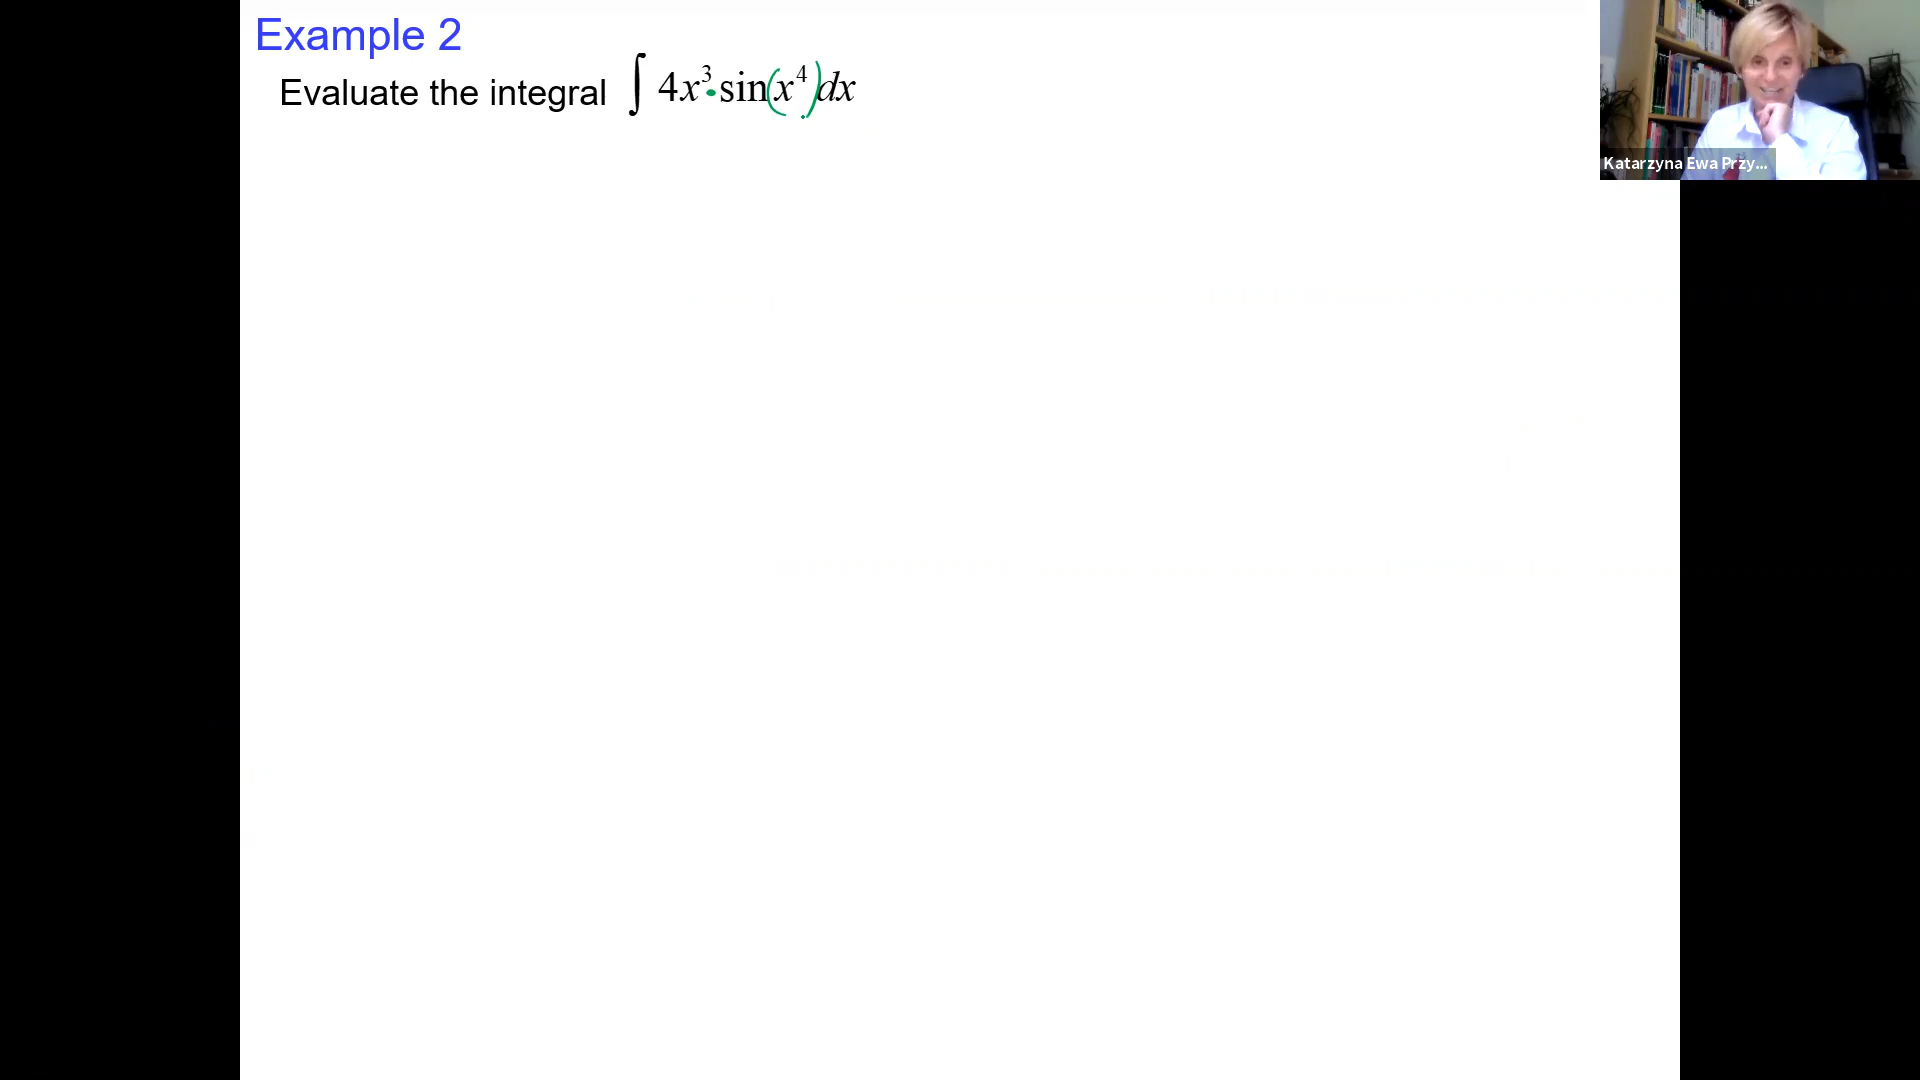 Example 2
Evaluate the integral ∫ 4x³·sin(x⁴)dx
Katarzyna Ewa Przy...